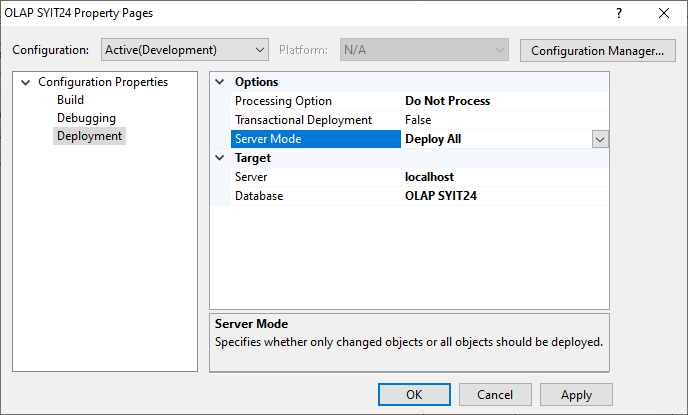 OLAP SYIT24 Property Pages ?
Configuration: Active(Development) Platform: N/A Configuration Manager...
Configuration Properties
Build
Debugging
Deployment
Options
Processing Option Do Not Process
Transactional Deployment False
Server Mode Deploy All
Target
Server localhost
Database OLAP SYIT24
Server Mode
Specifies whether only changed objects or all objects should be deployed.
OK Cancel Apply